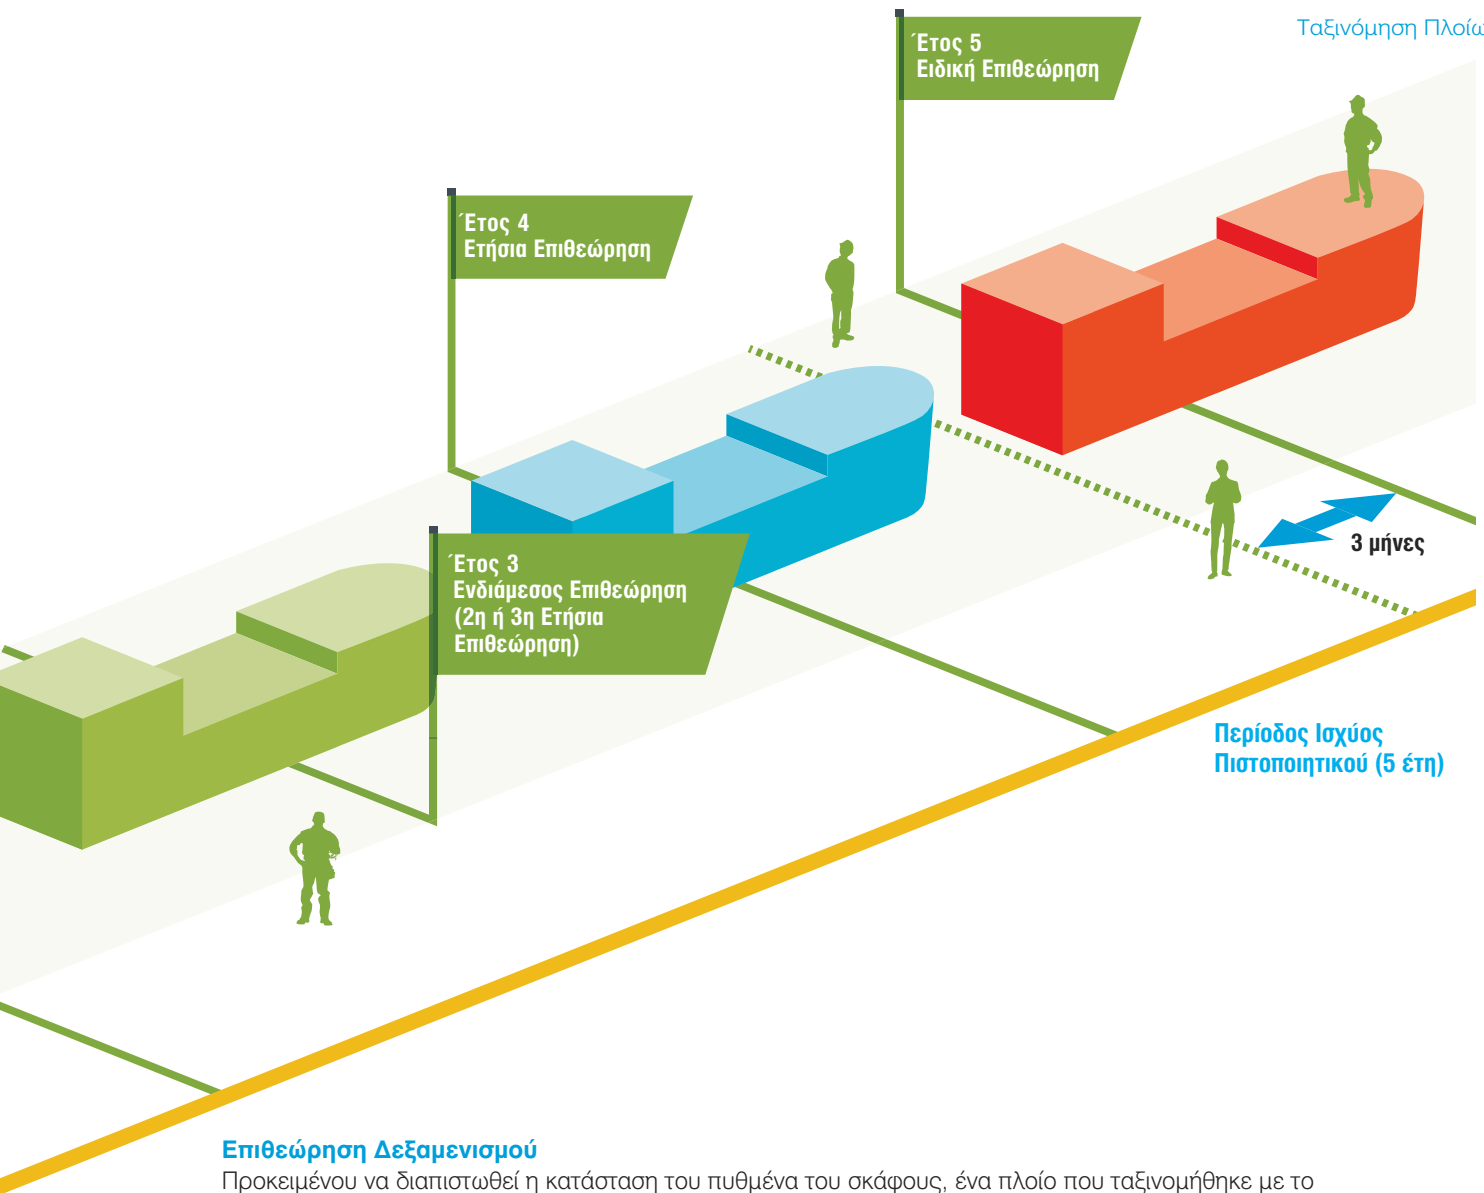 Ταξινόμηση Πλοίω
Έτος 5
Ειδική Επιθεώρηση
Έτος 4
Ετήσια Επιθεώρηση
Έτος 3
Ενδιάμεσος Επιθεώρηση
(2η ή 3η Ετήσια
Επιθεώρηση)
3 μήνες
Περίοδος Ισχύος
Πιστοποιητικού (5 έτη)
Επιθεώρηση Δεξαμενισμού
Προκειμένου να διαπιστωθεί η κατάσταση του πυθμένα του σκάφους, ένα πλοίο που ταξινομήθηκε με το